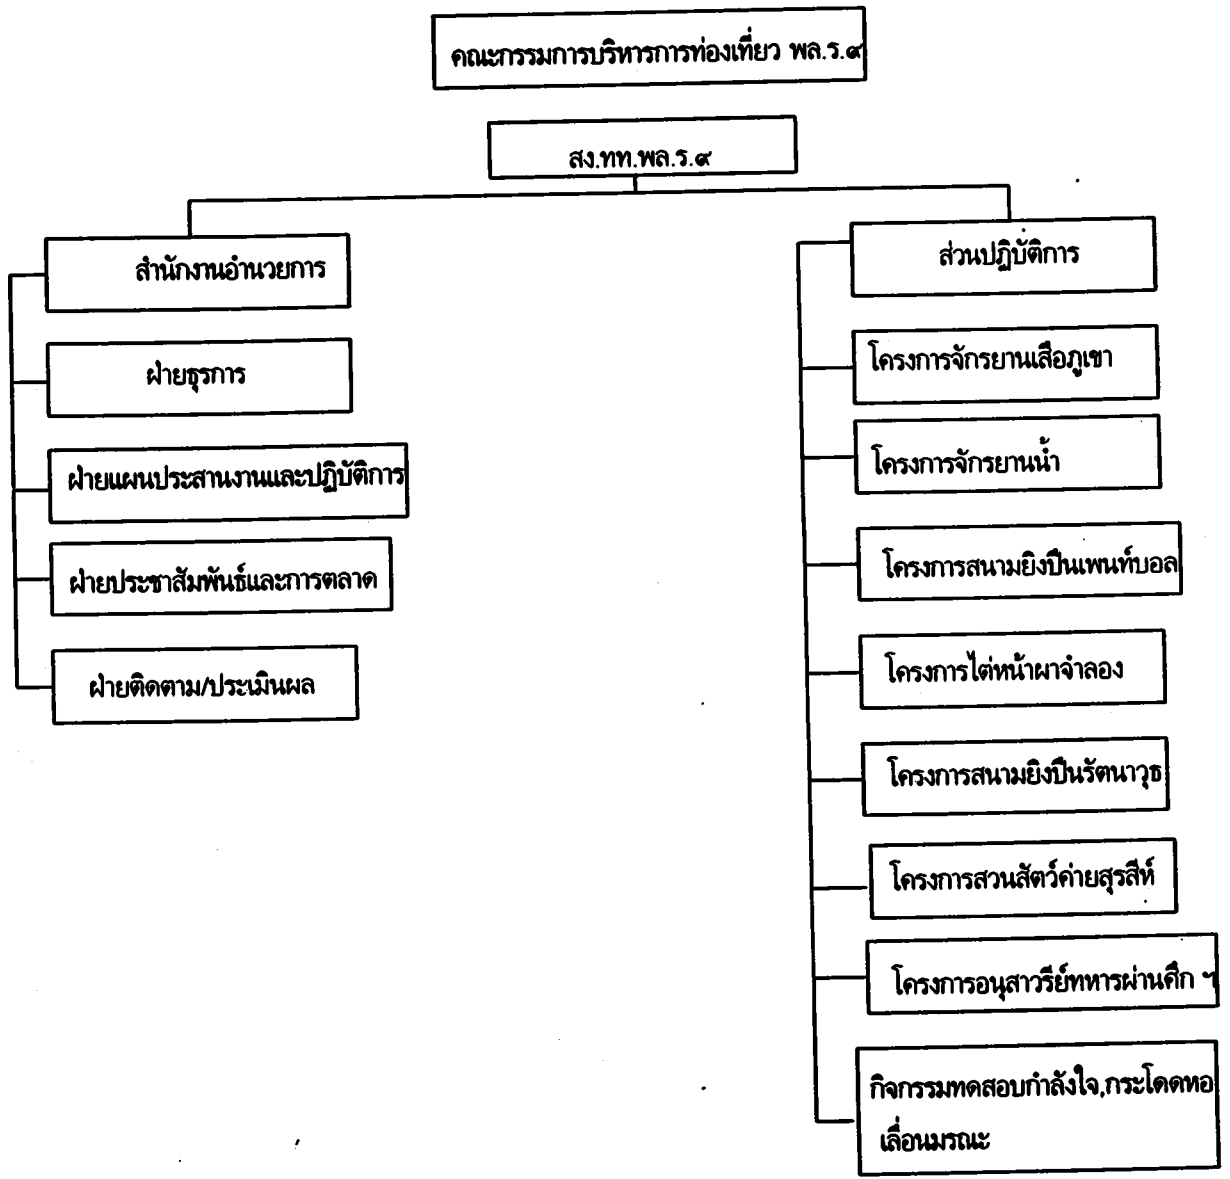 คณะกรรมการบริหารการท่องเที่ยว พล.ร.๙
สง.ทท.พล.ร.๙
สำนักงานอำนวยการ
ฝ่ายธุรการ
ฝ่ายแผนประสานงานและปฏิบัติการ
ฝ่ายประชาสัมพันธ์และการตลาด
ฝ่ายติดตาม/ประเมินผล
ส่วนปฏิบัติการ
โครงการจักรยานเสือภูเขา
โครงการจักรยานน้ำ
โครงการสนามยิงปืนเพนท์บอล
โครงการไต่หน้าผาจำลอง
โครงการสนามยิงปืนรัตนาวุธ
โครงการสวนสัตว์ค่ายสุรสีห์
โครงการอนุสาวรีย์ทหารผ่านศึก ฯ
กิจกรรมทดสอบกำลังใจ,กระโดดหอ
เลื่อนมรณะ